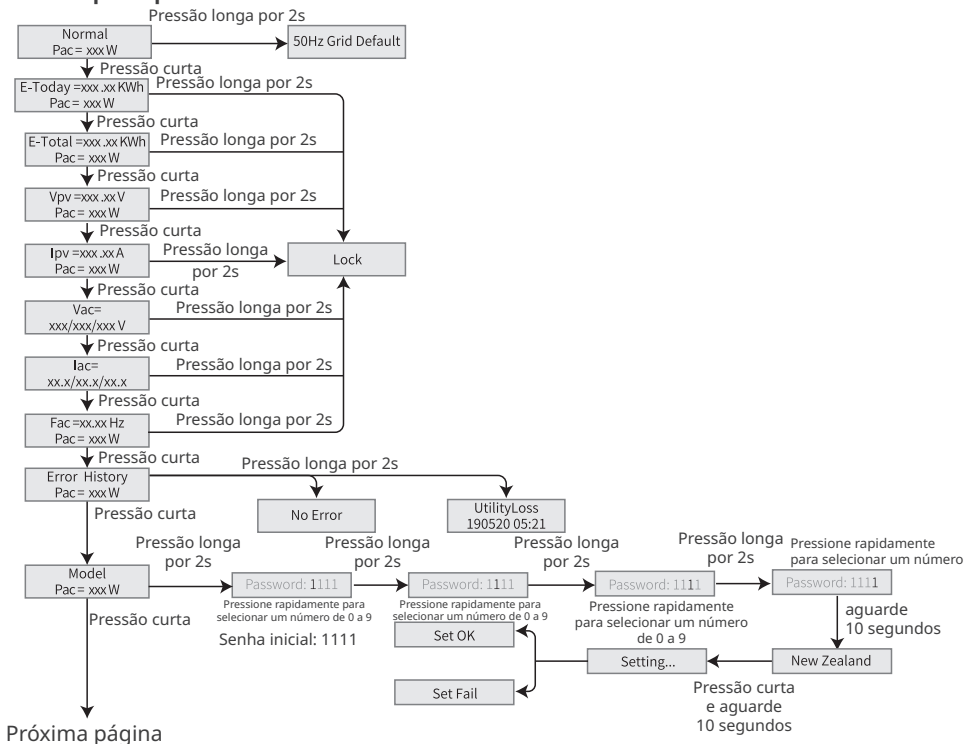 Pressão longa por 2s
Normal
Pac= xxx W
50Hz Grid Default
Pressão curta
E-Today =xxx .xx KWh
Pac= xxx W
Pressão longa por 2s
Pressão curta
E-Total =xxx .xx KWh
Pac= xxx W
Pressão longa por 2s
Pressão curta
Vpv =xxx .xx V
Pac= xxx W
Pressão longa por 2s
Pressão curta
Ipv =xxx .xx A
Pac= xxx W
Pressão longa
por 2s
Lock
Pressão curta
Vac=
xxx/xxx/xxx V
Pressão longa por 2s
Pressão curta
Iac=
xx.x/xx.x/xx.x
Pressão longa por 2s
Pressão curta
Fac =xx.xx Hz
Pac= xxx W
Pressão longa por 2s
Pressão curta
Error History
Pac= xxx W
Pressão longa por 2s
No Error
UtilityLoss
190520 05:21
Pressão curta
Model
Pac= xxx W
Pressão longa
por 2s
Password: 1111
Pressione rapidamente para
selecionar um número de 0 a 9
Senha inicial: 1111
Pressão longa
por 2s
Password: 1111
Pressione rapidamente para
selecionar um número de 0 a 9
Pressão longa
por 2s
Password: 1111
Pressione rapidamente
para selecionar um número
de 0 a 9
Pressão longa
por 2s
Pressione rapidamente
para selecionar um número
Password: 1111
aguarde
10 segundos
New Zealand
Pressão curta
e aguarde
10 segundos
Setting...
Set OK
Set Fail
Pressão curta
Próxima página